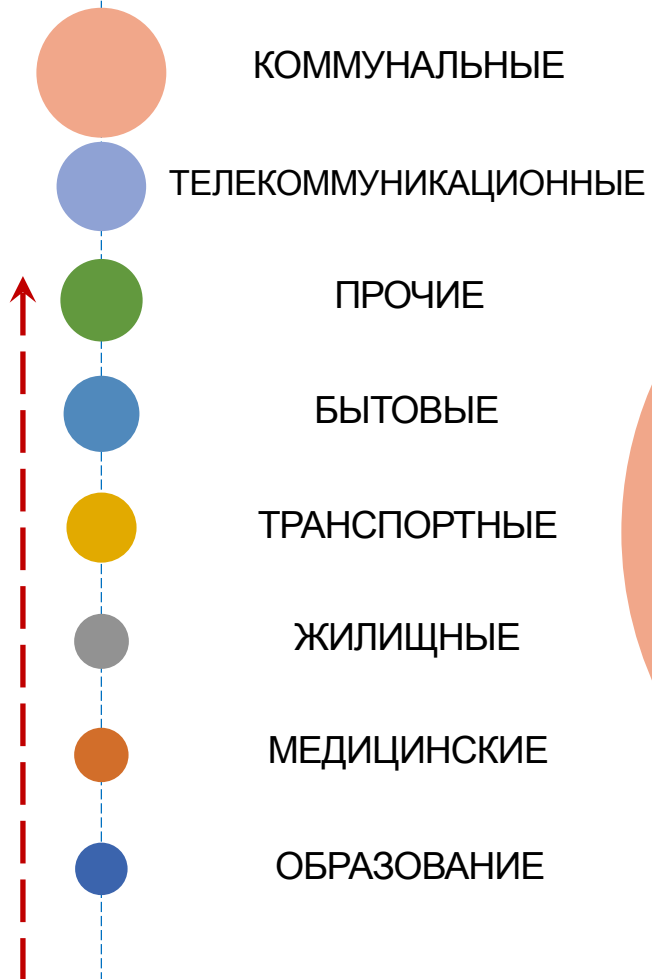 КОММУНАЛЬНЫЕ
ТЕЛЕКОММУНИКАЦИОННЫЕ
ПРОЧИЕ
БЫТОВЫЕ
ТРАНСПОРТНЫЕ
ЖИЛИЩНЫЕ
МЕДИЦИНСКИЕ
ОБРАЗОВАНИЕ